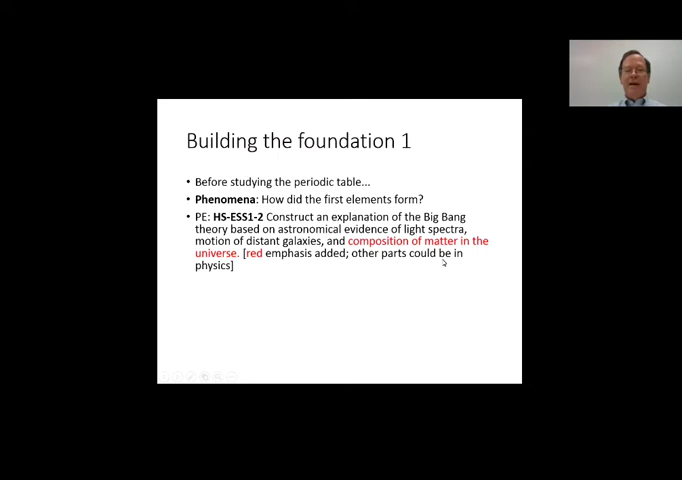 Building the foundation 1
• Before studying the periodic table...
• Phenomena: How did the first elements form?
• PE: HS-ESS1-2 Construct an explanation of the Big Bang
theory based on astronomical evidence of light spectra,
motion of distant galaxies, and composition of matter in the
universe. [red emphasis added; other parts could be in
physics]